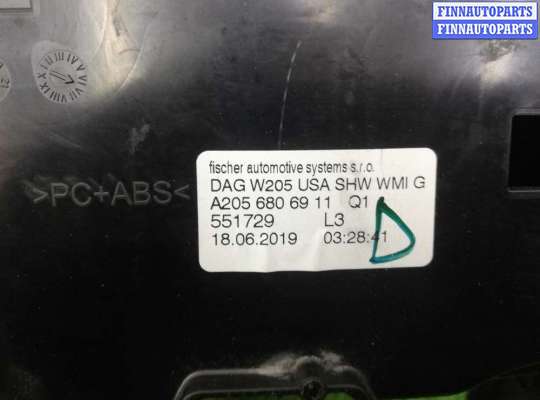 FINNAUTOPARTS
FINNAUTOPARTS
>PC+ABS<
fischer automotive systems s.r.o.
DAG W205 USA SHW WMI G
A205 680 69 11 Q1
551729 L3
18.06.2019 03:28:41
D